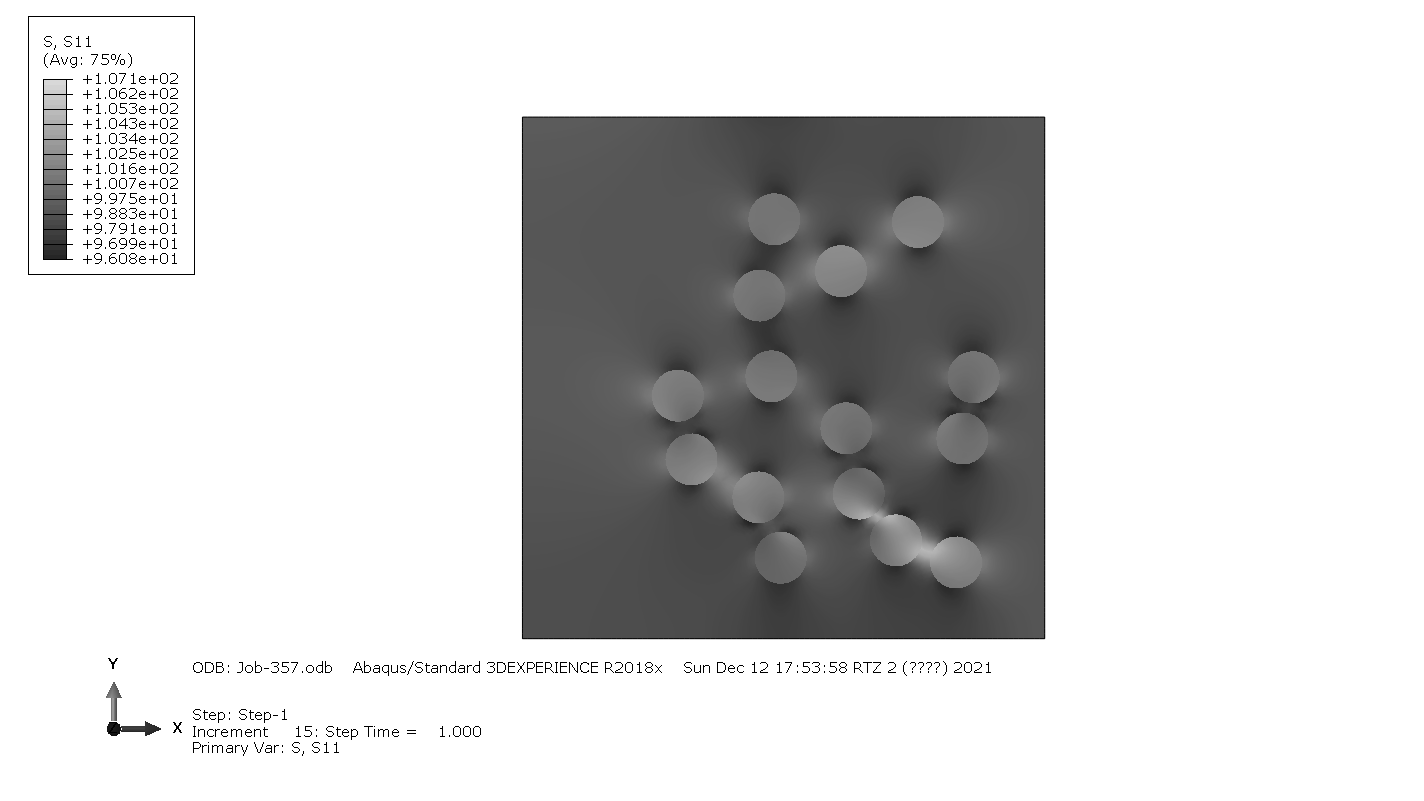 S, S11
(Avg: 75%)
+1.071e+02
+1.062e+02
+1.053e+02
+1.043e+02
+1.034e+02
+1.025e+02
+1.016e+02
+1.007e+02
+9.975e+01
+9.883e+01
+9.791e+01
+9.699e+01
+9.608e+01
Y
X
ODB: Job-357.odb Abaqus/Standard 3DEXPERIENCE R2018x Sun Dec 12 17:53:58 RTZ 2 (????) 2021
Step: Step-1
Increment 15: Step Time = 1.000
Primary Var: S, S11